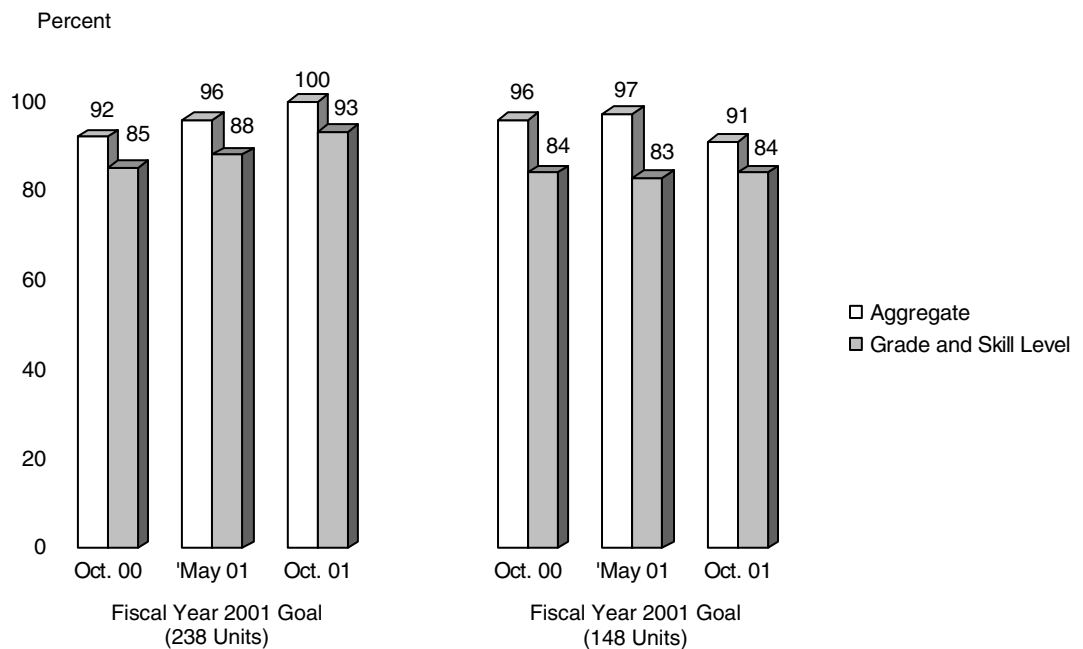 Percent
100
80
60
40
20
0
92
85
96
88
100
93
96
84
97
83
91
84
Oct. 00
'May 01
Oct. 01
Oct. 00
'May 01
Oct. 01
Fiscal Year 2001 Goal
(238 Units)
Fiscal Year 2001 Goal
(148 Units)
Aggregate
Grade and Skill Level